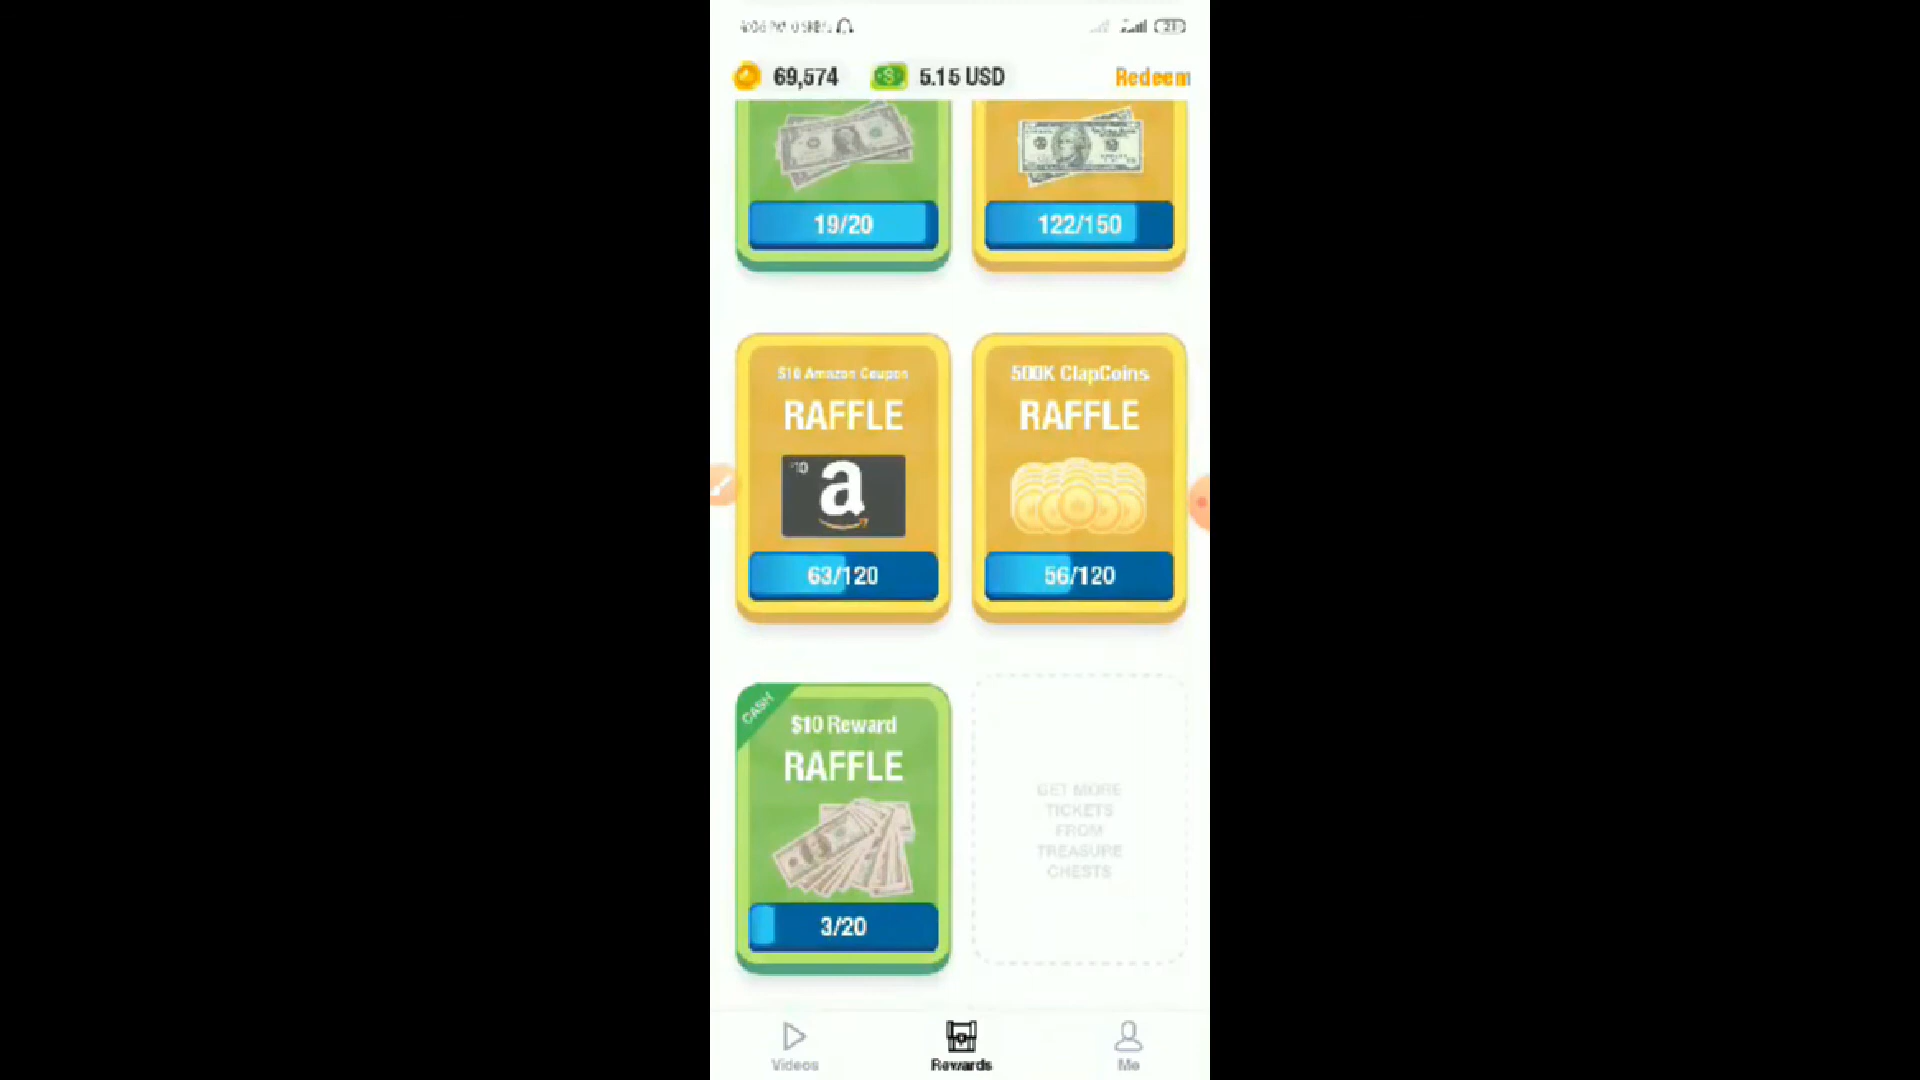 69,574 5.15 USD Redeem
19/20 122/150
$10 Amazon Coupon
RAFFLE
$10
a
63/120
500K ClapCoins
RAFFLE
56/120
CASH
$10 Reward
RAFFLE
3/20
GET MORE
TICKETS
FROM
TREASURE
CHESTS
Videos Rewards Me